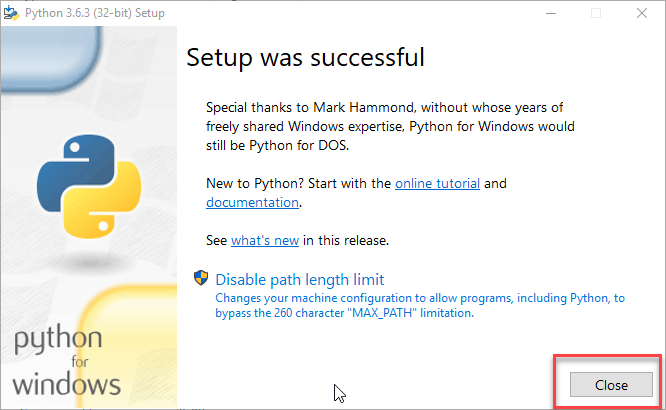 Python 3.6.3 (32-bit) Setup
Setup was successful
Special thanks to Mark Hammond, without whose years of
freely shared Windows expertise, Python for Windows would
still be Python for DOS.
New to Python? Start with the online tutorial and
documentation.
See what's new in this release.
Disable path length limit
Changes your machine configuration to allow programs, including Python, to
bypass the 260 character "MAX_PATH" limitation.
python
for
windows
Close